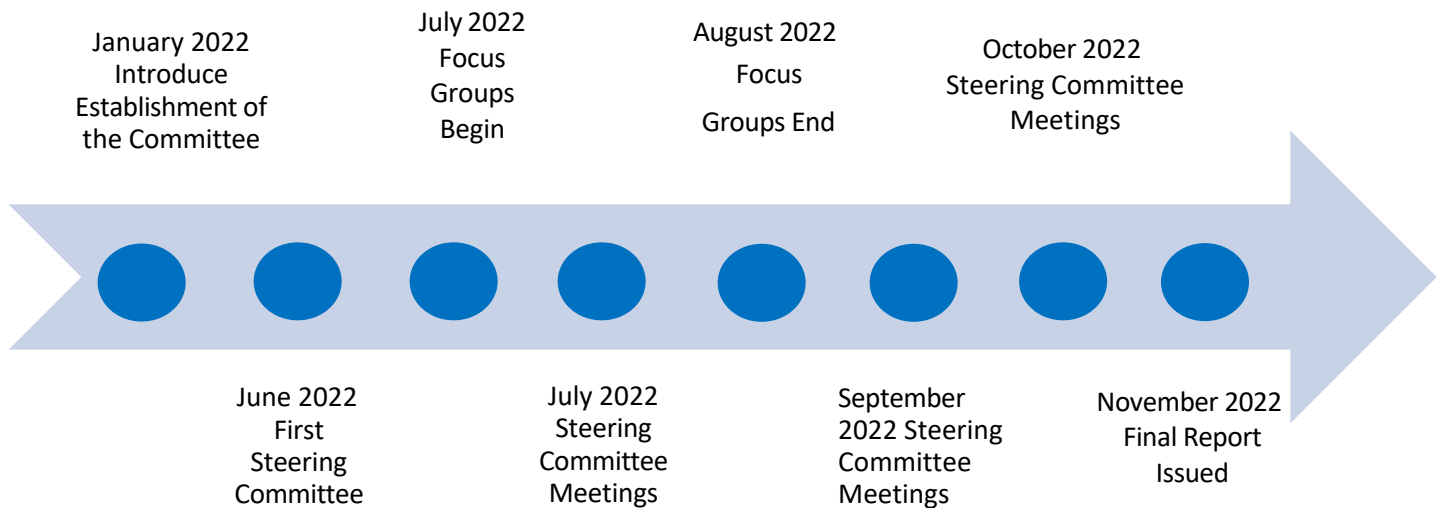 January 2022
Introduce
Establishment of
the Committee
July 2022
Focus
Groups
Begin
August 2022
Focus
Groups End
October 2022
Steering Committee
Meetings
June 2022
First
Steering
Committee
July 2022
Steering
Committee
Meetings
September
2022 Steering
Committee
Meetings
November 2022
Final Report
Issued